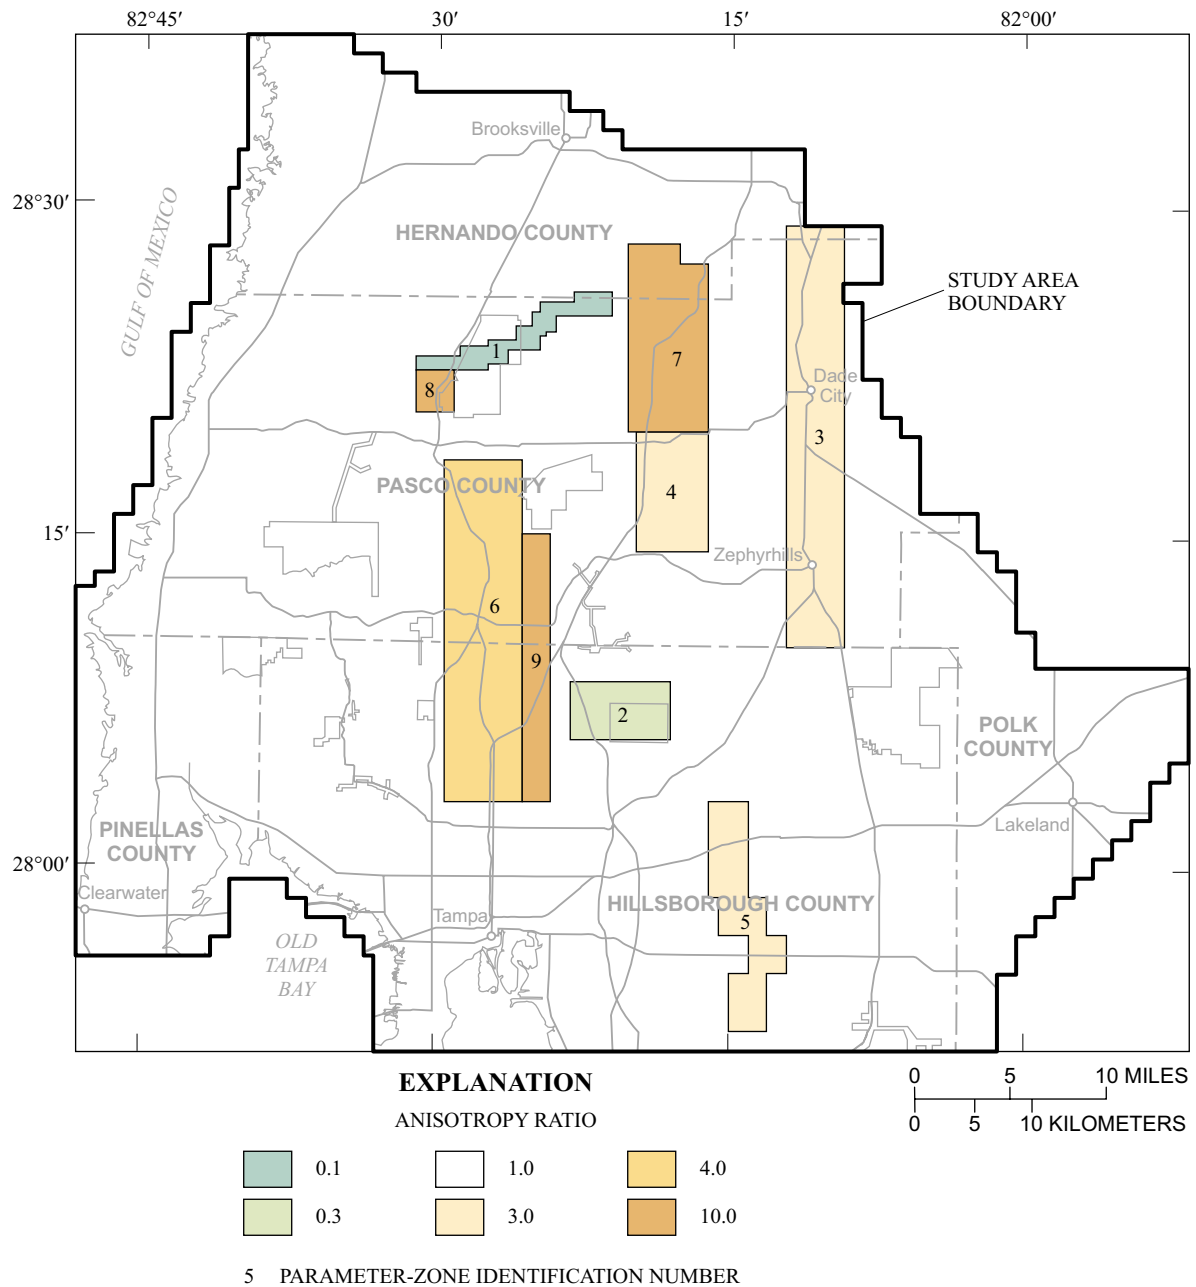 82°45′ 30′ 15′ 82°00′
Brooksville
28°30′
HERNANDO COUNTY
GULF OF MEXICO
STUDY AREA
BOUNDARY
1
7
8
Dade
City
3
PASCO COUNTY
4
15′
Zephyrhills
6
9
2
POLK
COUNTY
PINELLAS
COUNTY
Lakeland
28°00′
Clearwater
HILLSBOROUGH COUNTY
Tampa
5
OLD
TAMPA
BAY
EXPLANATION
ANISOTROPY RATIO
0 5 10 MILES
0 5 10 KILOMETERS
0.1 1.0 4.0
0.3 3.0 10.0
5 PARAMETER-ZONE IDENTIFICATION NUMBER